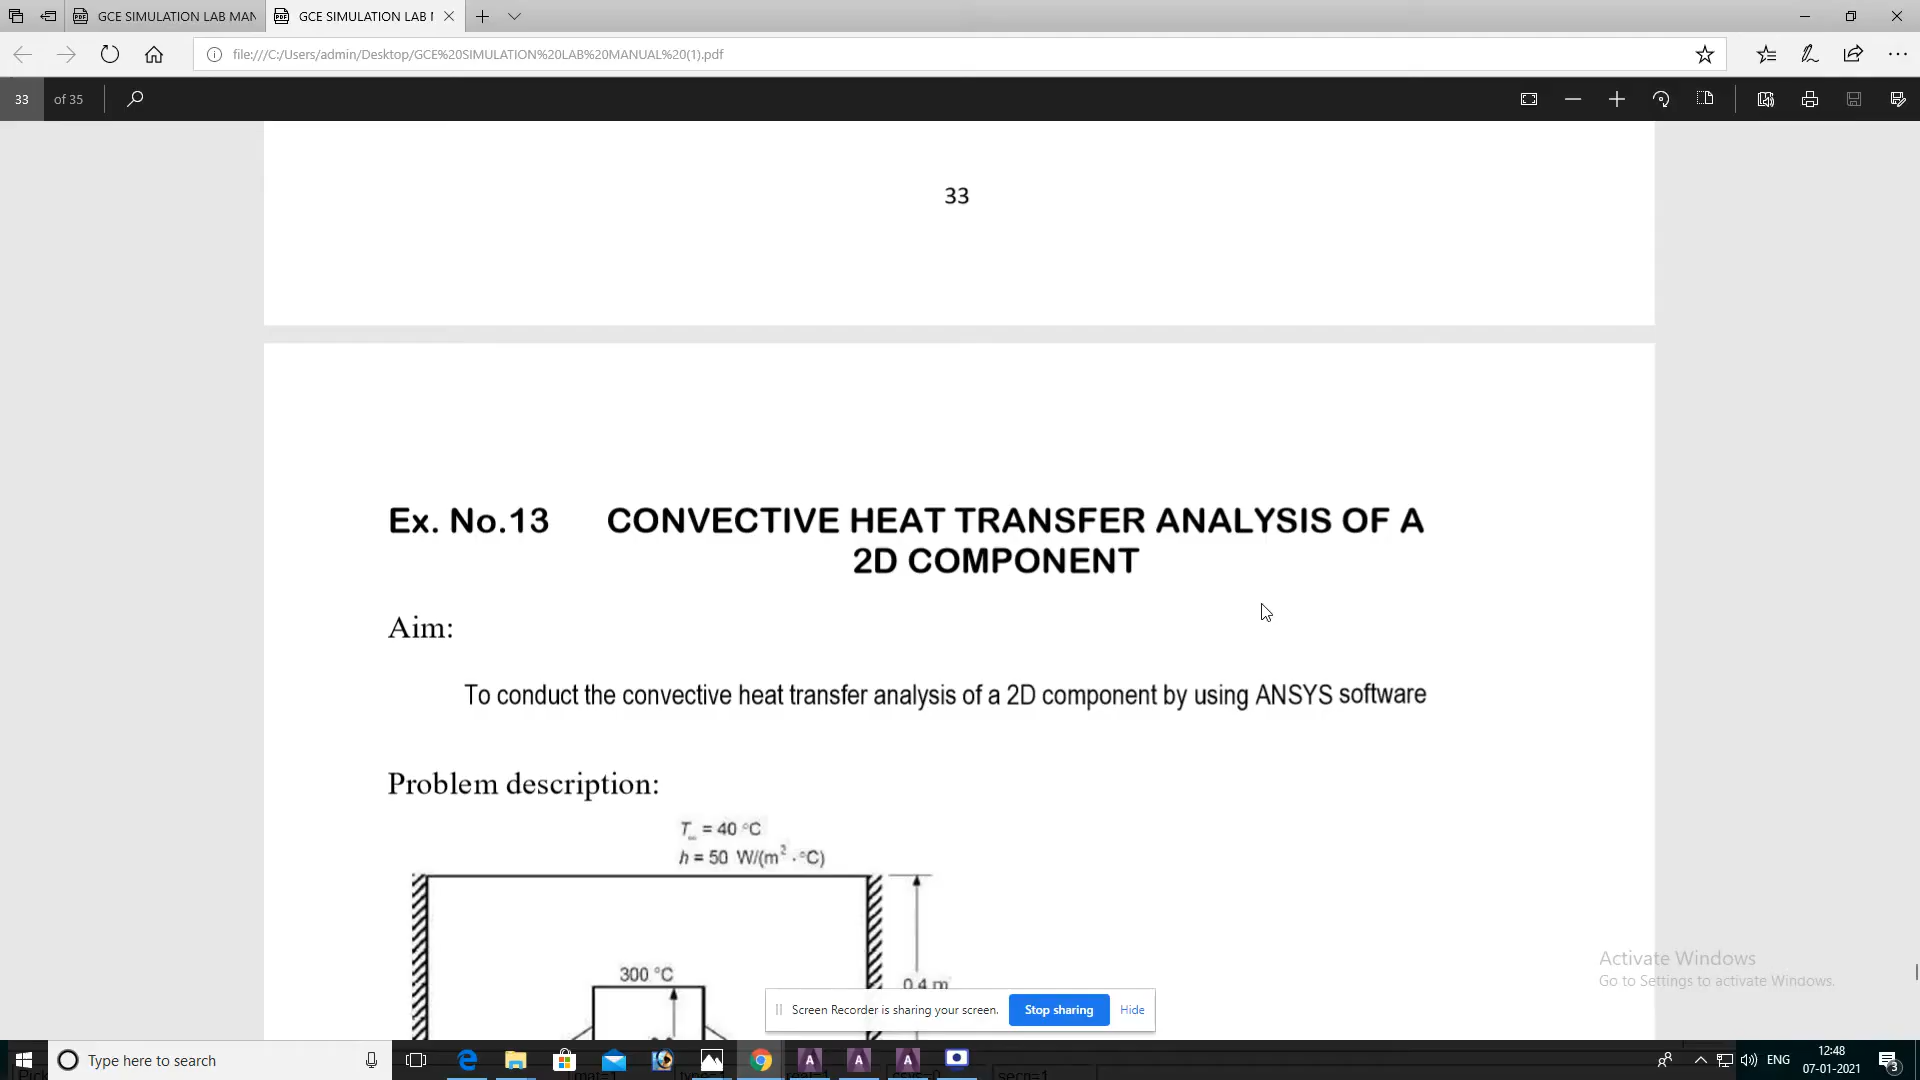 GCE SIMULATION LAB MAN
GCE SIMULATION LAB
file:///C:/Users/admin/Desktop/GCE%20SIMULATION%20LAB%20MANUAL%20(1).pdf
33 of 35
33
Ex. No.13 CONVECTIVE HEAT TRANSFER ANALYSIS OF A
2D COMPONENT
Aim:
To conduct the convective heat transfer analysis of a 2D component by using ANSYS software
Problem description:
T∞ = 40 °C
h = 50 W/(m² · °C)
300 °C
0.4 m
Activate Windows
Go to Settings to activate Windows.
Screen Recorder is sharing your screen. Stop sharing Hide
Type here to search
ENG
12:48
07-01-2021
3